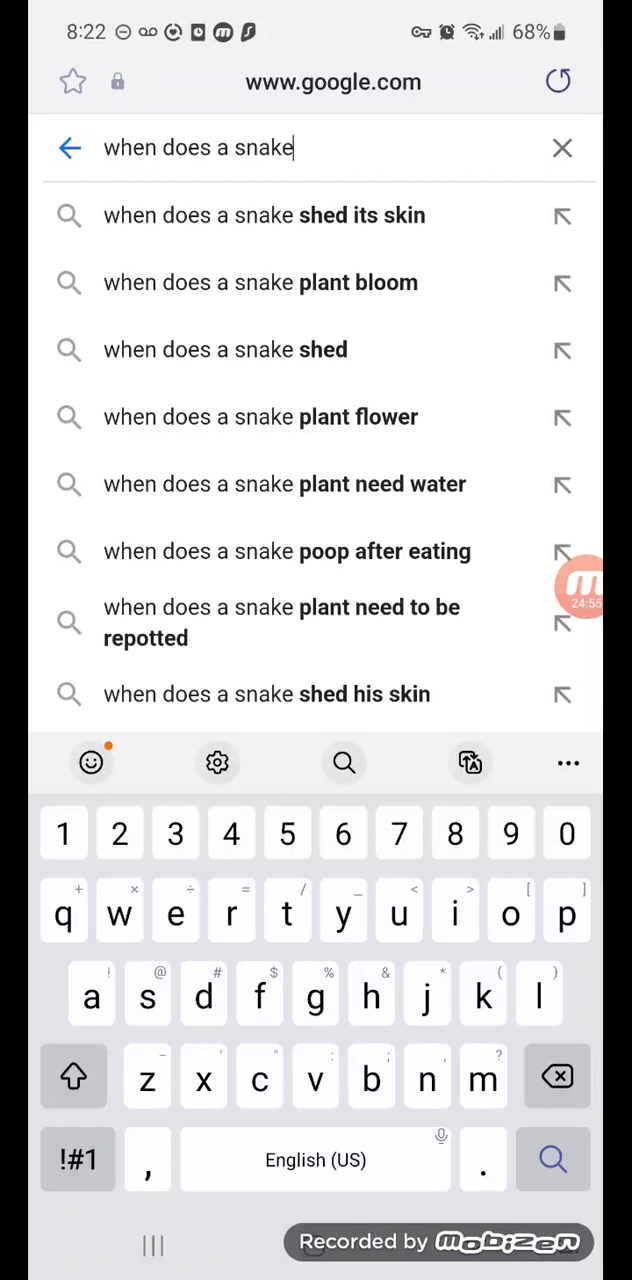 8:22 68%
www.google.com
when does a snake
when does a snake shed its skin
when does a snake plant bloom
when does a snake shed
when does a snake plant flower
when does a snake plant need water
when does a snake poop after eating
24:55
when does a snake plant need to be
repotted
when does a snake shed his skin
1 2 3 4 5 6 7 8 9 0
+ × ÷ = / _ < > [ ]
q w e r t y u i o p
! @ # $ % & * ( )
a s d f g h j k l
- ' " : ; , ?
z x c v b n m
!#1 , English (US) .
Recorded by mobizen